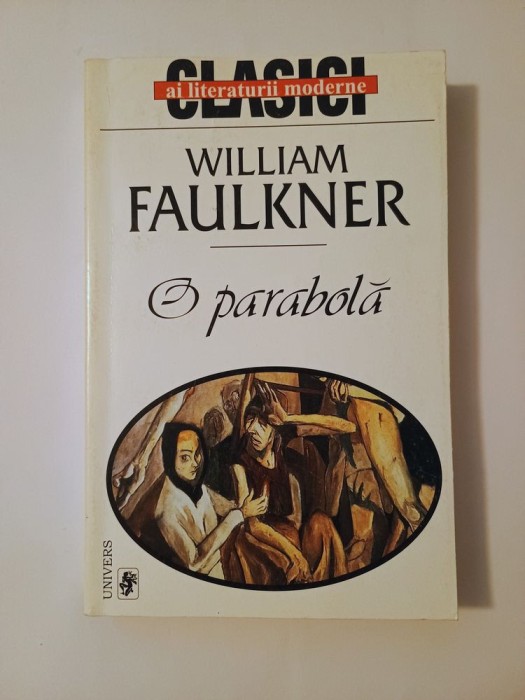 CLASICI
ai literaturii moderne
WILLIAM
FAULKNER
O parabolă
UNIVERS